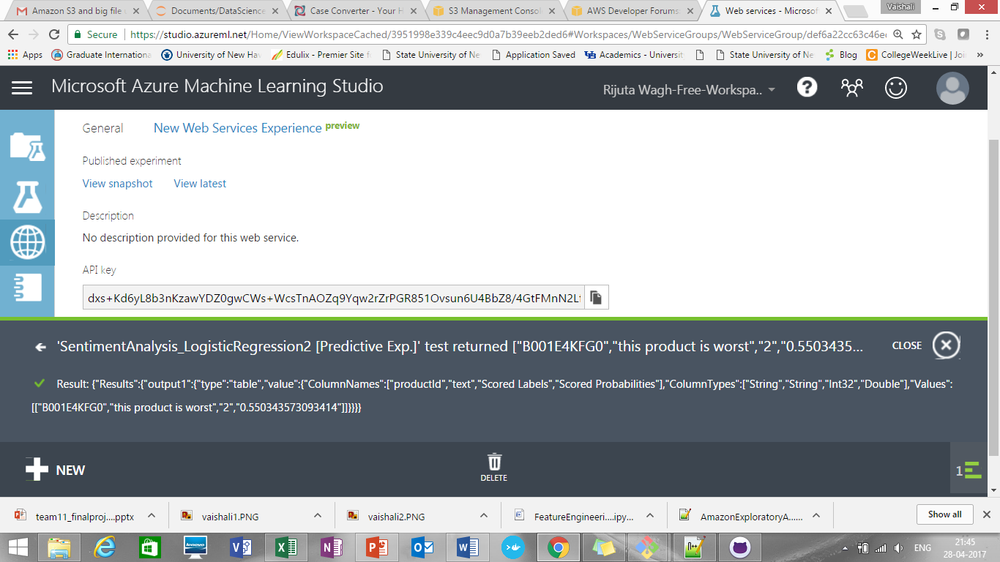 Amazon S3 and big file
Documents/DataScience
Case Converter - Your H
S3 Management Consol
AWS Developer Forums:
Web services - Microsof
Vaishali
Secure https://studio.azureml.net/Home/ViewWorkspaceCached/3951998e339c4eec9d0a7b39eeb2ded6#Workspaces/WebServiceGroups/WebServiceGroup/def6a22cc63c46e
Apps Graduate Internationa University of New Hav Edulix - Premier Site f State University of Ne Application Saved Academics - Universit State University of Ne Blog CollegeWeekLive | Joi »
Microsoft Azure Machine Learning Studio
Rijuta Wagh-Free-Workspa..
General New Web Services Experience preview
Published experiment
View snapshot View latest
Description
No description provided for this web service.
API key
dxs+Kd6yL8b3nKzawYDZ0gwCWs+WcsTnAOZq9Yqw2rZrPGR851Ovsun6U4BbZ8/4GtFMnN2L
'SentimentAnalysis_LogisticRegression2 [Predictive Exp.]' test returned ["B001E4KFG0","this product is worst","2","0.5503435...
CLOSE
Result: {"Results":{"output1":{"type":"table","value":{"ColumnNames":["productId","text","Scored Labels","Scored Probabilities"],"ColumnTypes":["String","String","Int32","Double"],"Values":
[["B001E4KFG0","this product is worst","2","0.550343573093414"]]}}}}
NEW
DELETE
1
team11_finalproj....pptx
vaishali1.PNG
vaishali2.PNG
FeatureEngineeri....ipy...
AmazonExploratoryA......
Show all
ENG
21:45
28-04-2017